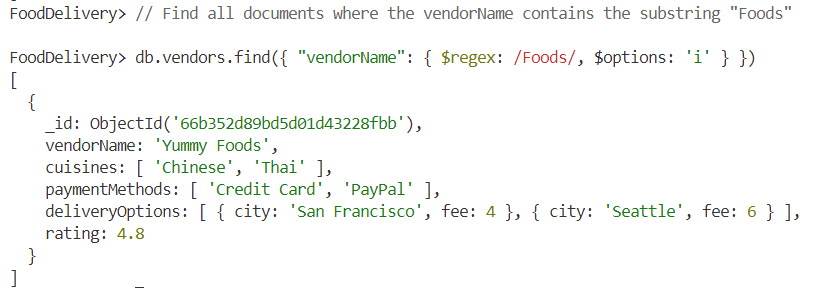 FoodDelivery> // Find all documents where the vendorName contains the substring "Foods"
FoodDelivery> db.vendors.find({ "vendorName": { $regex: /Foods/, $options: 'i' } })
[
  {
    _id: ObjectId('66b352d89bd5d01d43228fbb'),
    vendorName: 'Yummy Foods',
    cuisines: [ 'Chinese', 'Thai' ],
    paymentMethods: [ 'Credit Card', 'PayPal' ],
    deliveryOptions: [ { city: 'San Francisco', fee: 4 }, { city: 'Seattle', fee: 6 } ],
    rating: 4.8
  }
]